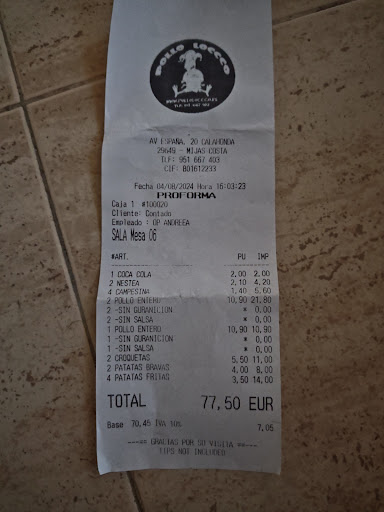 POLLO LOCCCO
AV ESPAÑA, 20 CALAHONDA
29649 - MIJAS COSTA
TLF: 951 667 403
CIF: B01612233
Fecha 04/08/2024 Hora 16:03:23
PROFORMA
Caja 1 #100820
Cliente: Contado
Empleado : OP ANDREEA
SALA Mesa 06
#ART. PU IMP
1 COCA COLA 2,00 2,00
2 NESTEA 2,10 4,20
4 CAMPESINA 1,40 5,60
2 POLLO ENTERO 10,90 21,80
2 -SIN GURANICION * 0,00
2 -SIN SALSA * 0,00
1 POLLO ENTERO 10,90 10,90
1 -SIN GURANICION * 0,00
1 -SIN SALSA * 0,00
2 CROQUETAS 5,50 11,00
2 PATATAS BRAVAS 4,00 8,00
4 PATATAS FRITAS 3,50 14,00
TOTAL 77,50 EUR
Base 70,45 IVA 10% 7,05
---== GRACIAS POR SU VISITA ==---
TIPS NOT INCLUDED